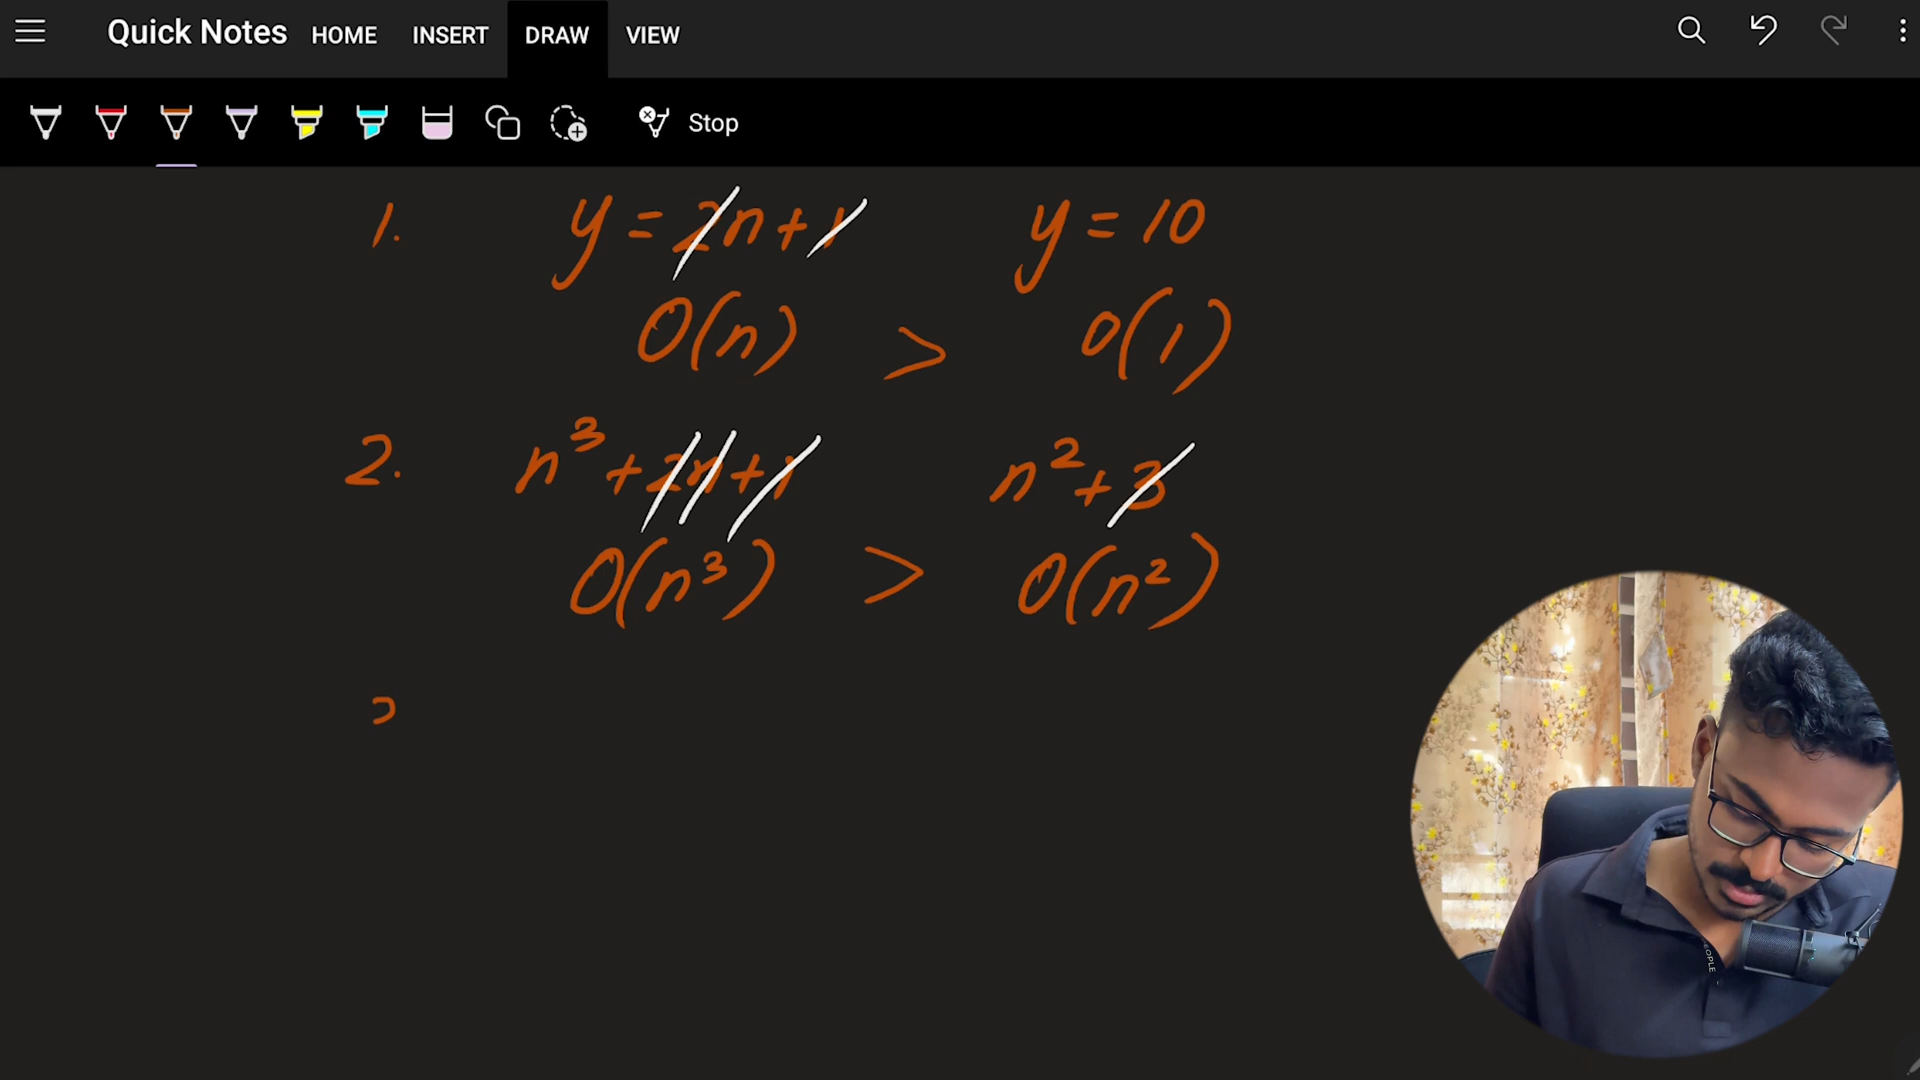 Quick Notes HOME INSERT DRAW VIEW
Stop
1. y = 2n + 1 y = 10
O(n) > O(1)
2. n³ + 2n + 1 n² + 3
O(n³) > O(n²)
EOPLE